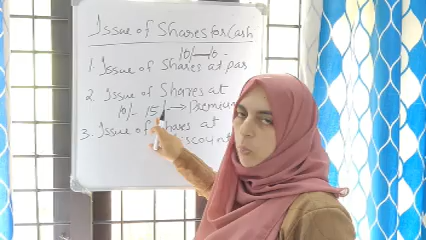 Issue of Shares for Cash
10/- 10 -
1. Issue of Shares at par
2. Issue of Shares at
10/- 15/- → Premium
3. Issue of Shares at
iscount